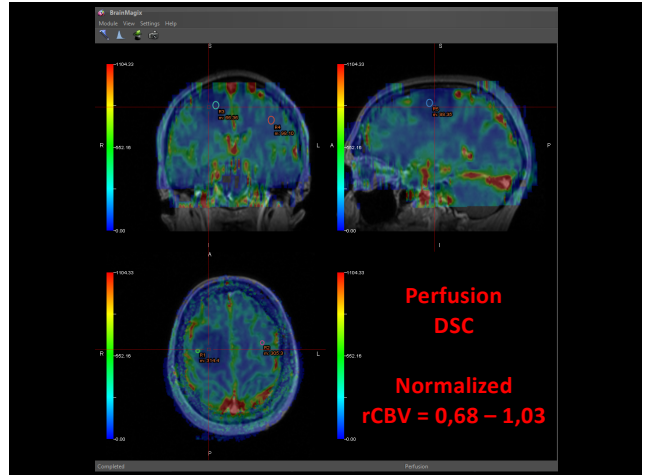 BrainMagix
Module View Settings Help
S
S
1104.33
1104.33
R
L
A
P
552.16
552.16
0.00
0.00
I
I
A
1104.33
1104.33
R
L
552.16
552.16
0.00
0.00
P
Perfusion
DSC
Normalized
rCBV = 0,68 – 1,03
Completed
Perfusion